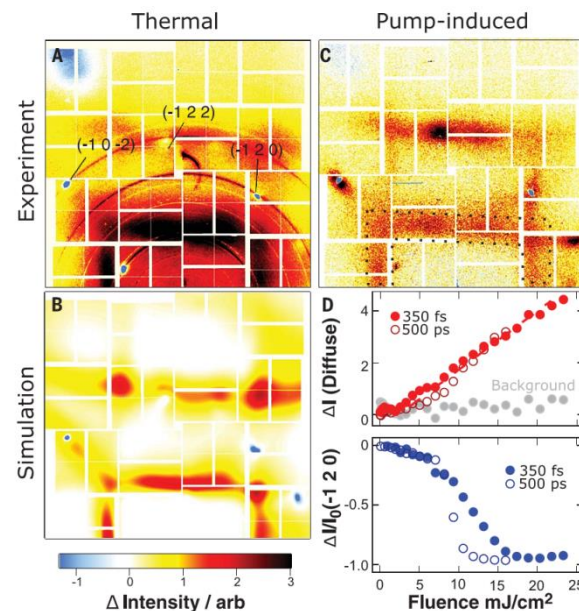 Thermal
Pump-induced
Experiment
A
(-1 2 2)
(-1 0 -2)
(-1 2 0)
C
Simulation
B
D
4
2
0
ΔI (Diffuse)
350 fs
500 ps
Background
0
-0.5
-1.0
ΔI/I₀(-1 2 0)
350 fs
500 ps
0 5 10 15 20 25
Fluence mJ/cm²
-1 0 1 2 3
Δ Intensity / arb